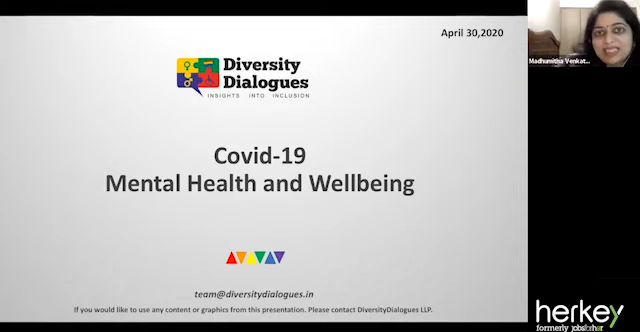 April 30,2020
Diversity
Dialogues
INSIGHTS INTO INCLUSION
Covid-19
Mental Health and Wellbeing
team@diversitydialogues.in
If you would like to use any content or graphics from this presentation. Please contact DiversityDialogues LLP.
Madhumitha Venkat...
herkey
formerly jobsforher